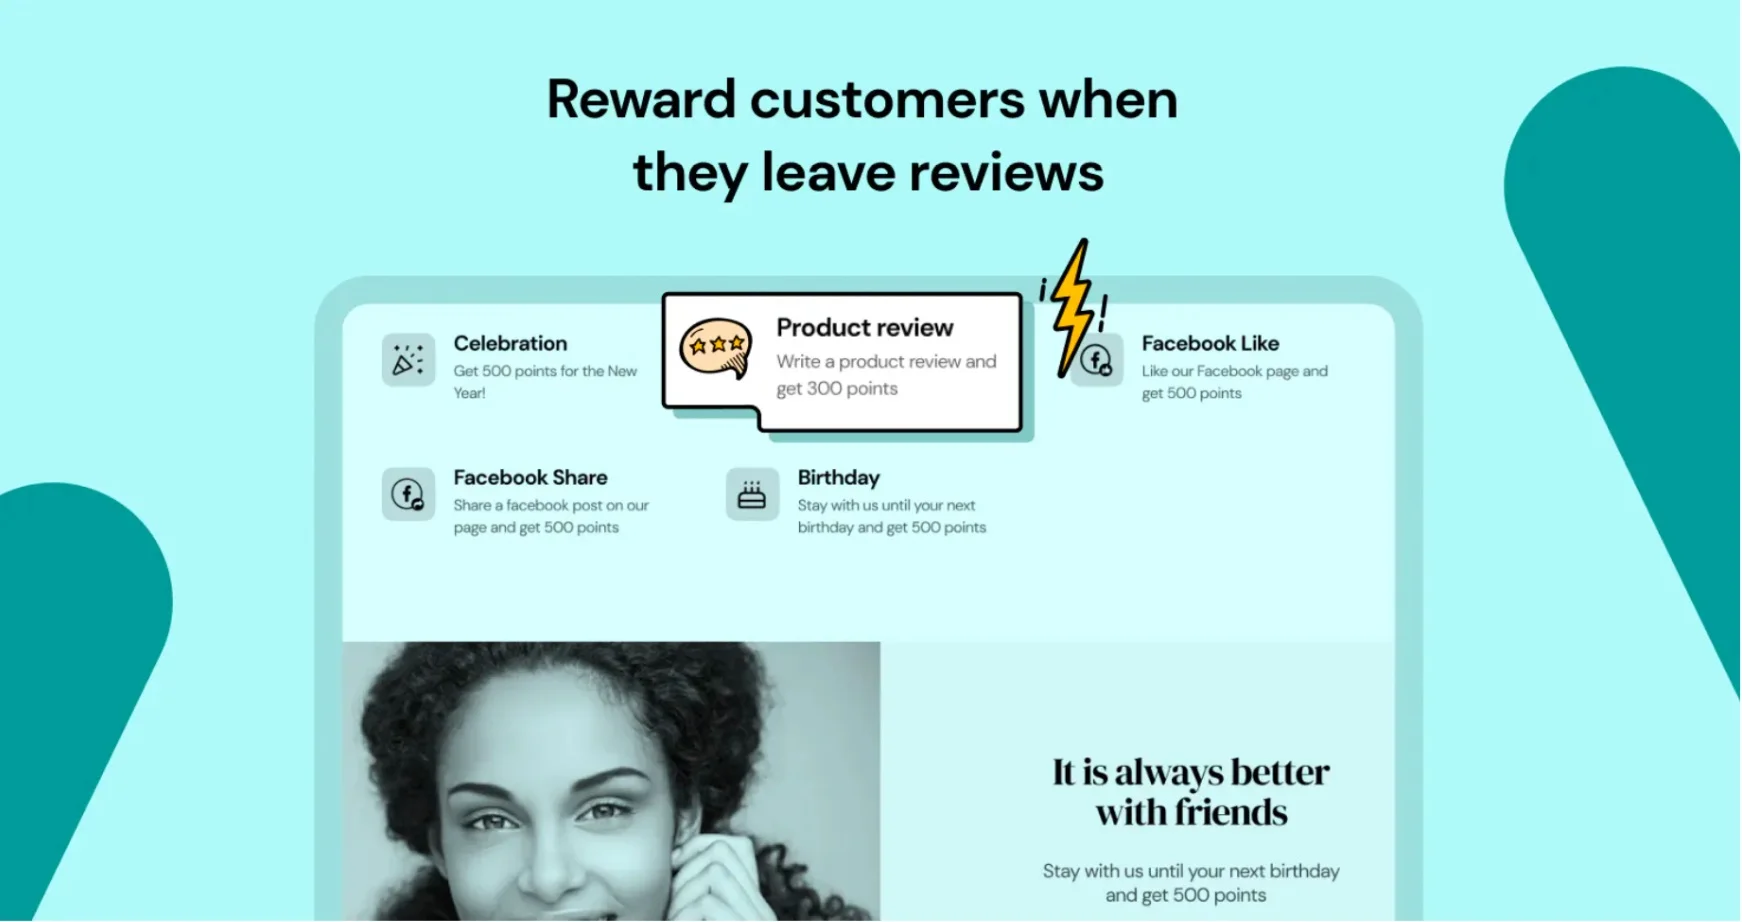 Reward customers when
they leave reviews
Celebration
Get 500 points for the New
Year!
Product review
Write a product review and
get 300 points
Facebook Like
Like our Facebook page and
get 500 points
Facebook Share
Share a facebook post on our
page and get 500 points
Birthday
Stay with us until your next
birthday and get 500 points
It is always better
with friends
Stay with us until your next birthday
and get 500 points